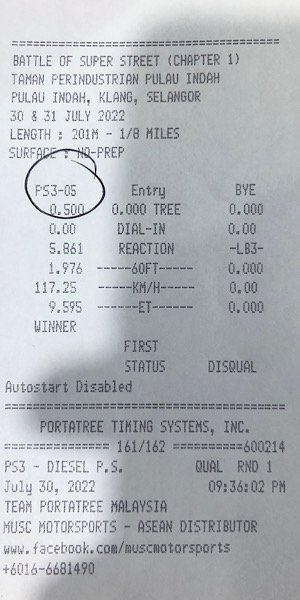 ========================================
BATTLE OF SUPER STREET (CHAPTER 1)
TAMAN PERINDUSTRIAN PULAU INDAH
PULAU INDAH, KLANG, SELANGOR
30 & 31 JULY 2022
LENGTH : 201M - 1/8 MILES
SURFACE : NO-PREP
PS3-05 Entry BYE
0.500 0.000 TREE 0.000
0.00 DIAL-IN 0.00
5.861 REACTION -LB3-
1.976 ------60FT------ 0.000
117.25 ------KM/H------ 0.00
9.595 -------ET------- 0.000
WINNER
FIRST
STATUS DISQUAL
Autostart Disabled
========================================
PORTATREE TIMING SYSTEMS, INC.
=============== 161/162 ==========600214
PS3 - DIESEL P.S. QUAL RND 1
July 30, 2022 09:36:02 PM
TEAM PORTATREE MALAYSIA
MUSC MOTORSPORTS - ASEAN DISTRIBUTOR
www.facebook.com/muscmotorsports
+6016-6681490